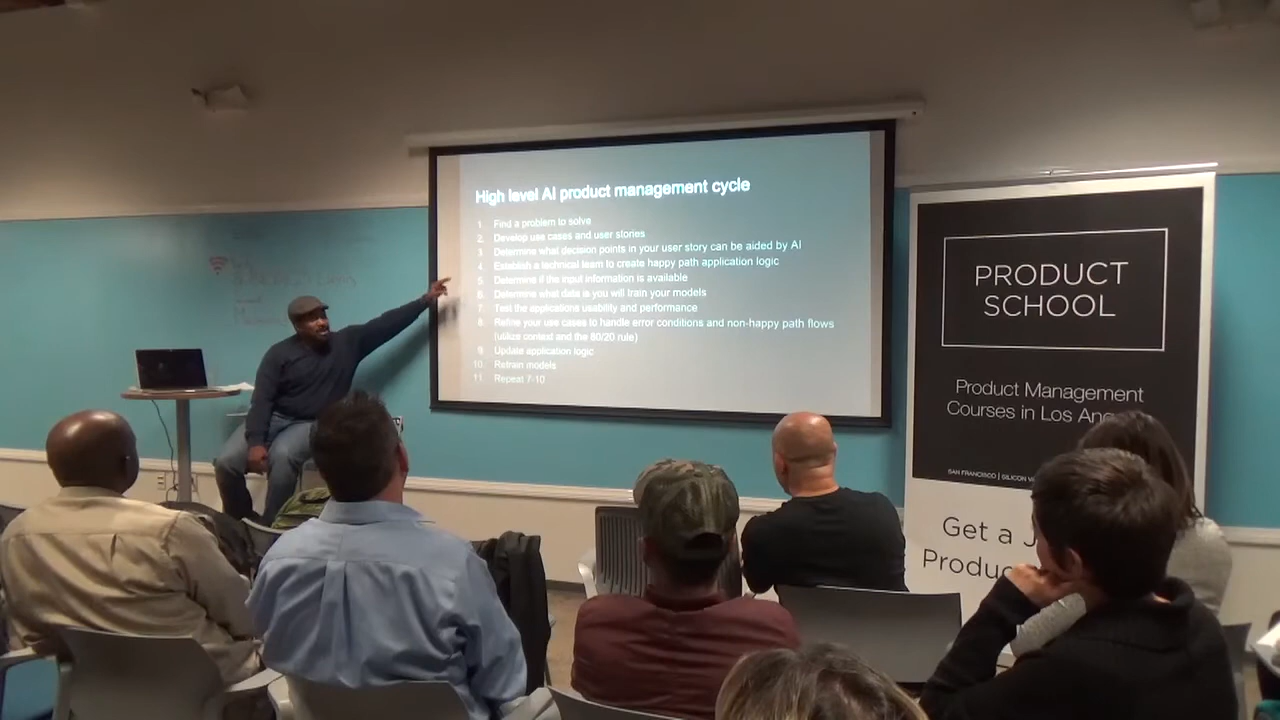 High level AI product management cycle
1. Find a problem to solve
2. Develop use cases and user stories
3. Determine what decision points in your user story can be aided by AI
4. Establish a technical team to create happy path application logic
5. Determine if the input information is available
6. Determine what data is you will train your models
7. Test the applications usability and performance
8. Refine your use cases to handle error conditions and non-happy path flows
(utilize context and the 80/20 rule)
9. Update application logic
10. Retrain models
11. Repeat 7-10
PRODUCT
SCHOOL
Product Management
Courses in Los
SAN FRANCISCO | SILICON
Get a